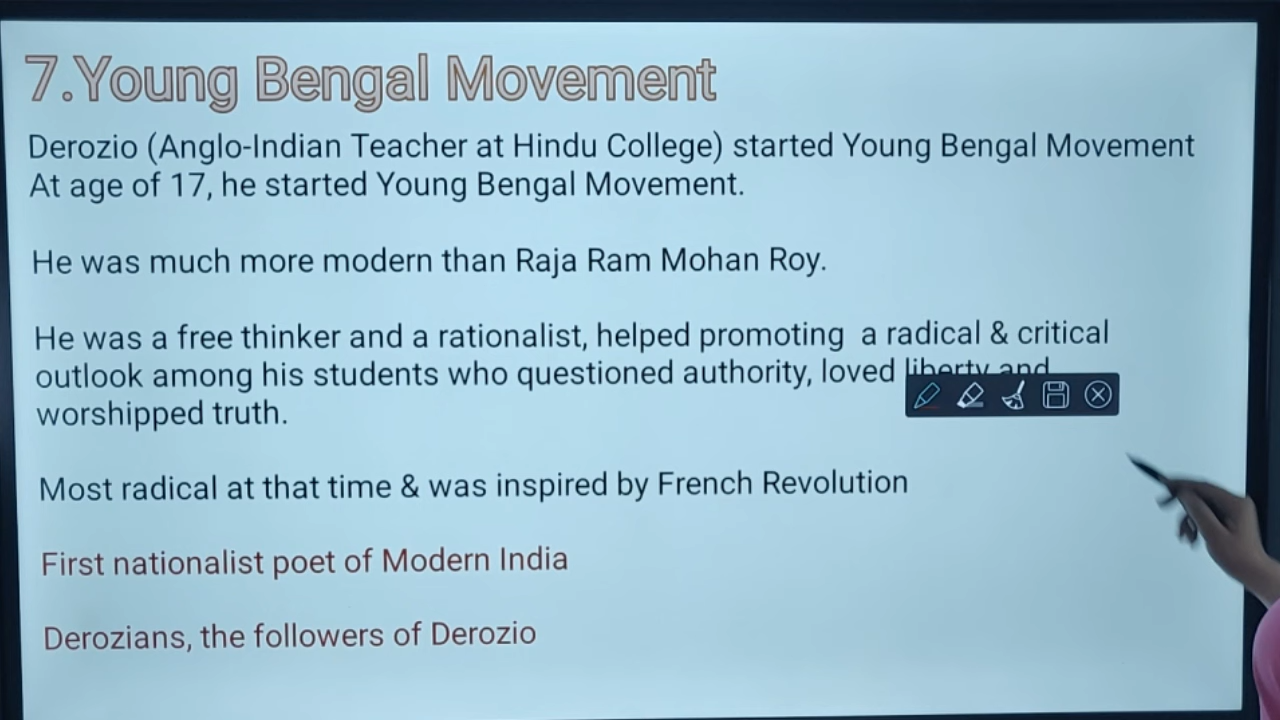 7.Young Bengal Movement
Derozio (Anglo-Indian Teacher at Hindu College) started Young Bengal Movement
At age of 17, he started Young Bengal Movement.
He was much more modern than Raja Ram Mohan Roy.
He was a free thinker and a rationalist, helped promoting a radical & critical
outlook among his students who questioned authority, loved liberty and
worshipped truth.
Most radical at that time & was inspired by French Revolution
First nationalist poet of Modern India
Derozians, the followers of Derozio